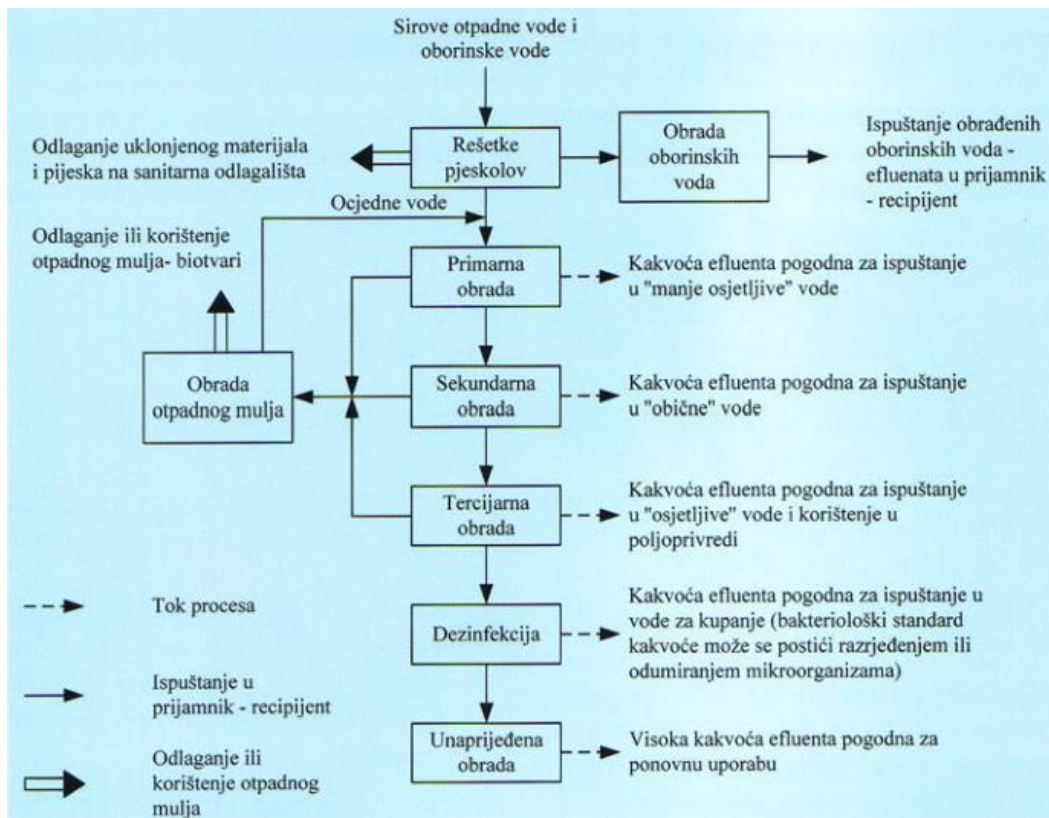 Sirove otpadne vode i
oborinske vode
Odlaganje uklonjenog materijala
i pijeska na sanitarna odlagališta
Rešetke
pjeskolov
Obrada
oborinskih
voda
Ispuštanje obrađenih
oborinskih voda -
efluenata u prijamnik
- recipijent
Ocjedne vode
Odlaganje ili korištenje
otpadnog mulja- biotvari
Primarna
obrada
Kakvoća efluenta pogodna za ispuštanje
u "manje osjetljive" vode
Obrada
otpadnog mulja
Sekundarna
obrada
Kakvoća efluenta pogodna za ispuštanje
u "obične" vode
Tercijarna
obrada
Kakvoća efluenta pogodna za ispuštanje
u "osjetljive" vode i korištenje u
poljoprivredi
Tok procesa
Dezinfekcija
Kakvoća efluenta pogodna za ispuštanje u
vode za kupanje (bakteriološki standard
kakvoće može se postići razrjeđenjem ili
odumiranjem mikroorganizama)
Ispuštanje u
prijamnik - recipijent
Unaprijeđena
obrada
Visoka kakvoća efluenta pogodna za
ponovnu uporabu
Odlaganje ili
korištenje otpadnog
mulja